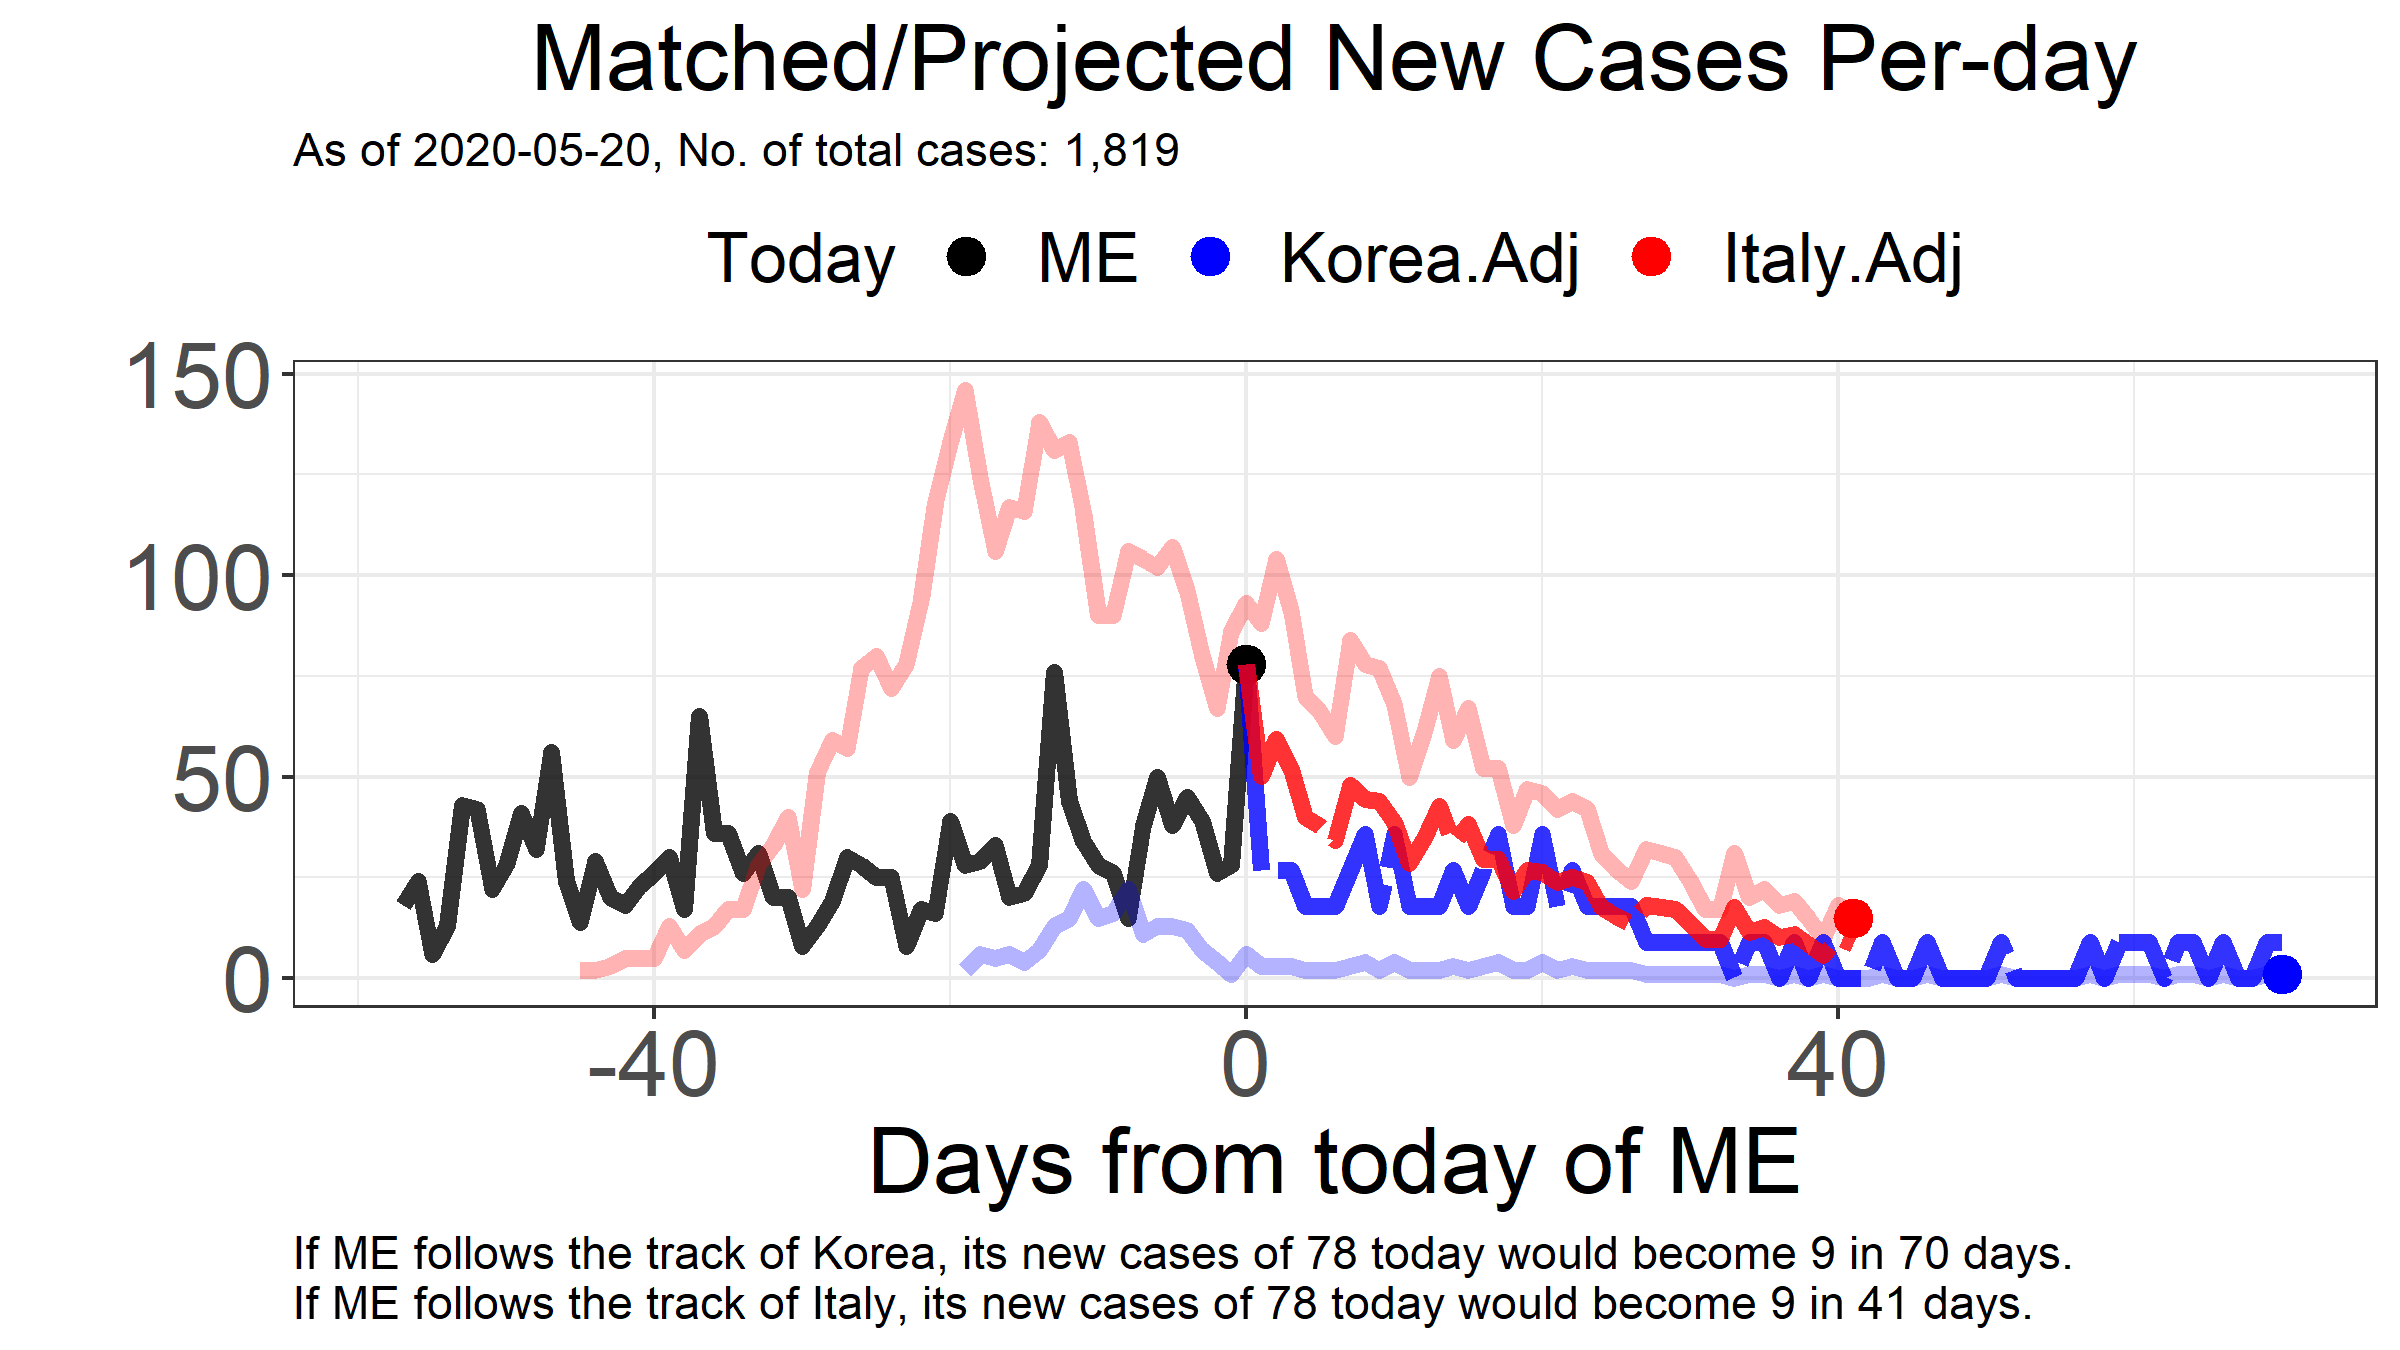 Matched/Projected New Cases Per-day
As of 2020-05-20, No. of total cases: 1,819
Today ME Korea.Adj Italy.Adj
150
100
50
0
-40 0 40
Days from today of ME
If ME follows the track of Korea, its new cases of 78 today would become 9 in 70 days.
If ME follows the track of Italy, its new cases of 78 today would become 9 in 41 days.